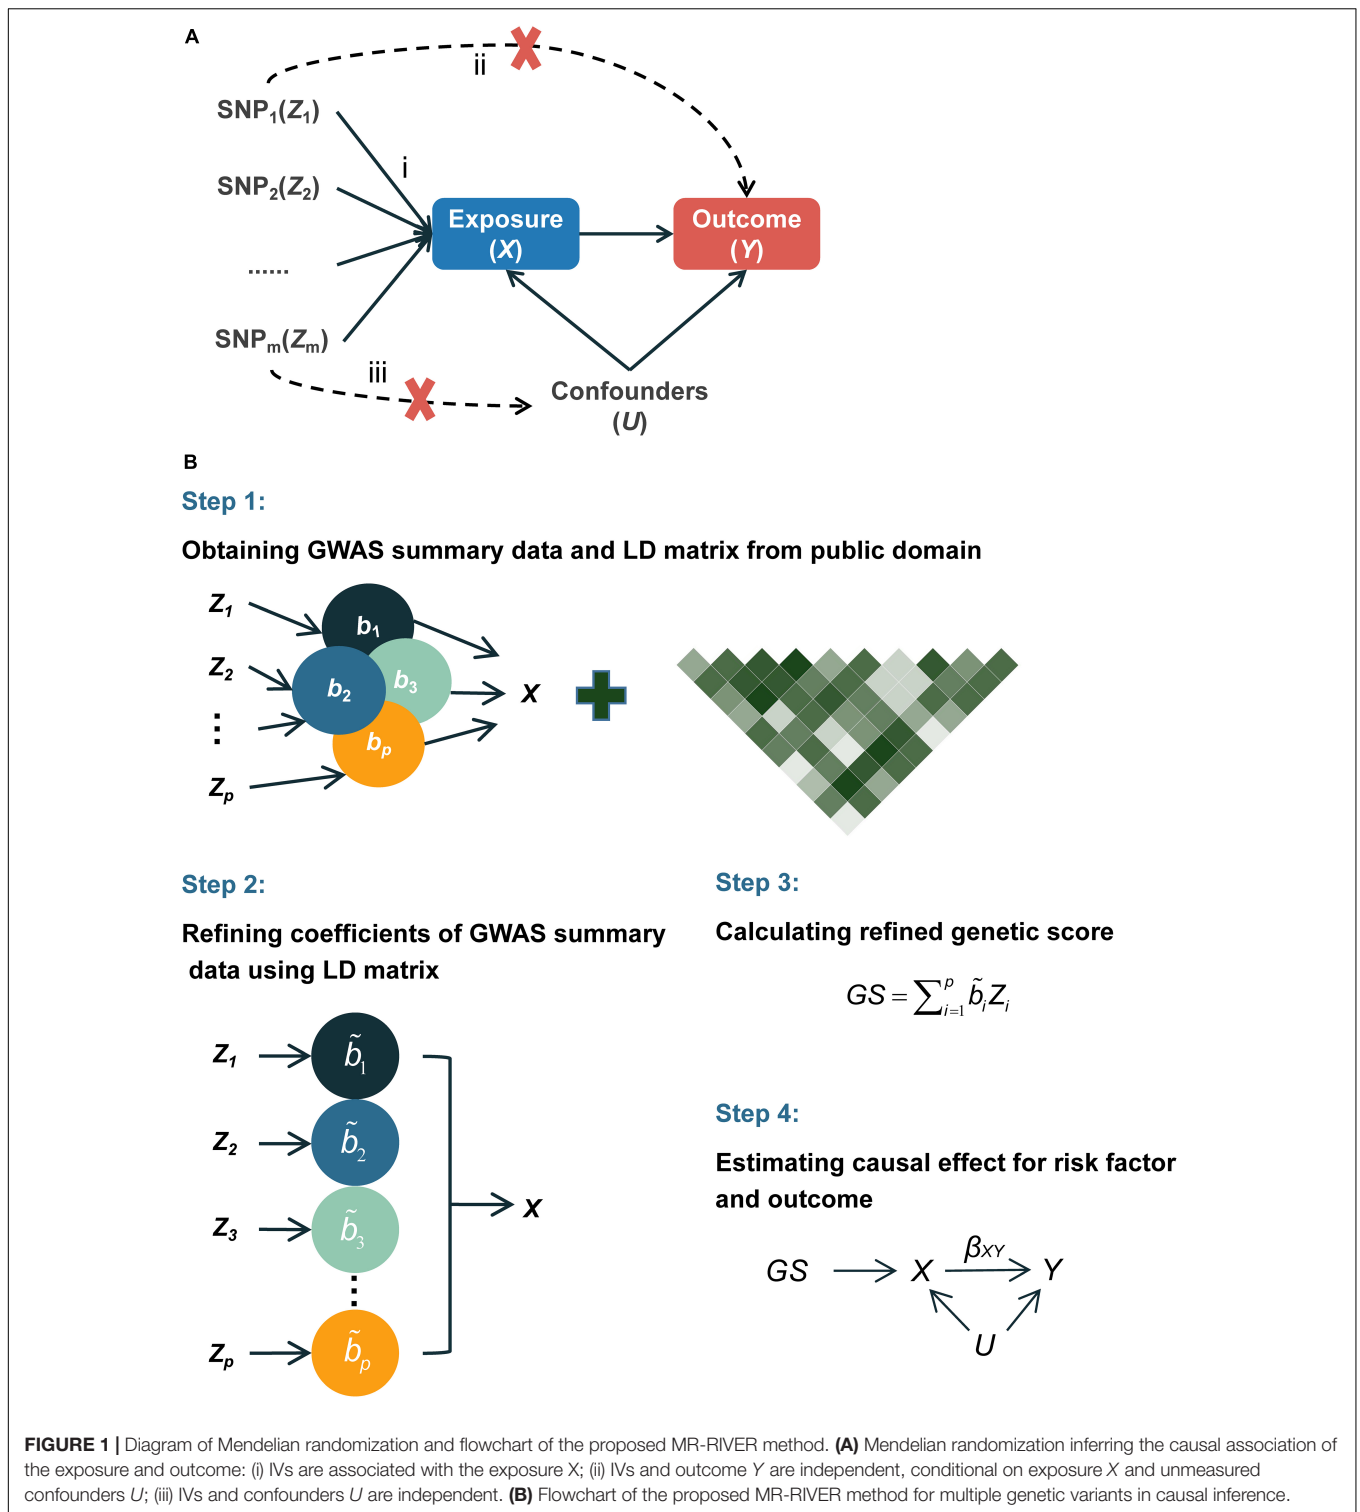 A
ii
SNP1(Z1)
i
SNP2(Z2)
Exposure
(X)
Outcome
(Y)
......
SNPm(Zm)
iii
Confounders
(U)
B
Step 1:
Obtaining GWAS summary data and LD matrix from public domain
Z1
b1
Z2
b2
b3
X
⋮
bp
Zp
Step 2:
Refining coefficients of GWAS summary
data using LD matrix
Z1
b̃1
Z2
b̃2
X
Z3
b̃3
⋮
Zp
b̃p
Step 3:
Calculating refined genetic score
GS = ∑_{i=1}^{p} b̃i Zi
Step 4:
Estimating causal effect for risk factor
and outcome
βXY
GS X Y
U
FIGURE 1 | Diagram of Mendelian randomization and flowchart of the proposed MR-RIVER method. (A) Mendelian randomization inferring the causal association of
the exposure and outcome: (i) IVs are associated with the exposure X; (ii) IVs and outcome Y are independent, conditional on exposure X and unmeasured
confounders U; (iii) IVs and confounders U are independent. (B) Flowchart of the proposed MR-RIVER method for multiple genetic variants in causal inference.